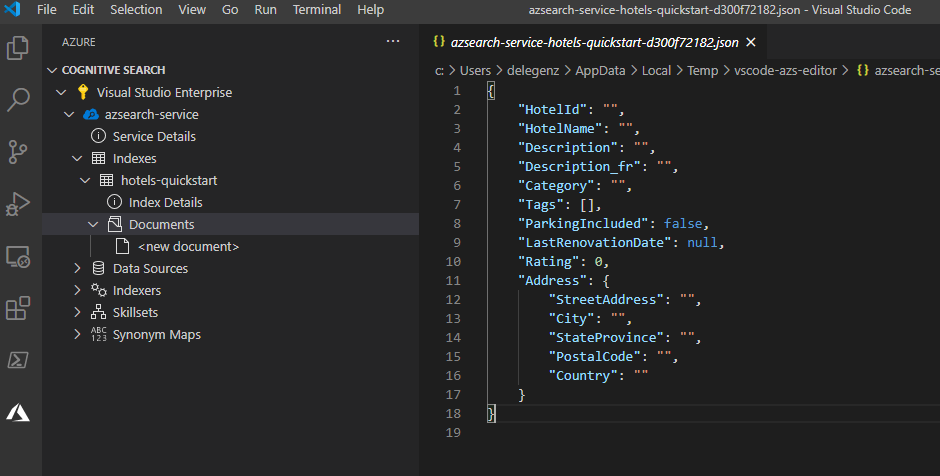 File Edit Selection View Go Run Terminal Help azsearch-service-hotels-quickstart-d300f72182.json - Visual Studio Code
AZURE ...
COGNITIVE SEARCH
Visual Studio Enterprise
azsearch-service
Service Details
Indexes
hotels-quickstart
Index Details
Documents
<new document>
Data Sources
Indexers
Skillsets
ABC
123
Synonym Maps
{} azsearch-service-hotels-quickstart-d300f72182.json
c: > Users > delegenz > AppData > Local > Temp > vscode-azs-editor > {} azsearch-se
1 {
2 "HotelId": "",
3 "HotelName": "",
4 "Description": "",
5 "Description_fr": "",
6 "Category": "",
7 "Tags": [],
8 "ParkingIncluded": false,
9 "LastRenovationDate": null,
10 "Rating": 0,
11 "Address": {
12 "StreetAddress": "",
13 "City": "",
14 "StateProvince": "",
15 "PostalCode": "",
16 "Country": ""
17 }
18 }
19